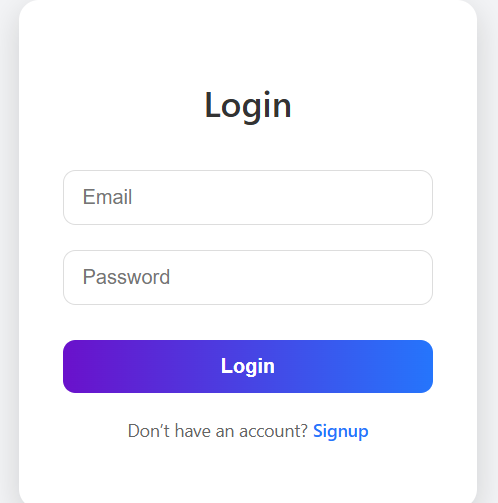 Login
Email
Password
Login
Don’t have an account? Signup